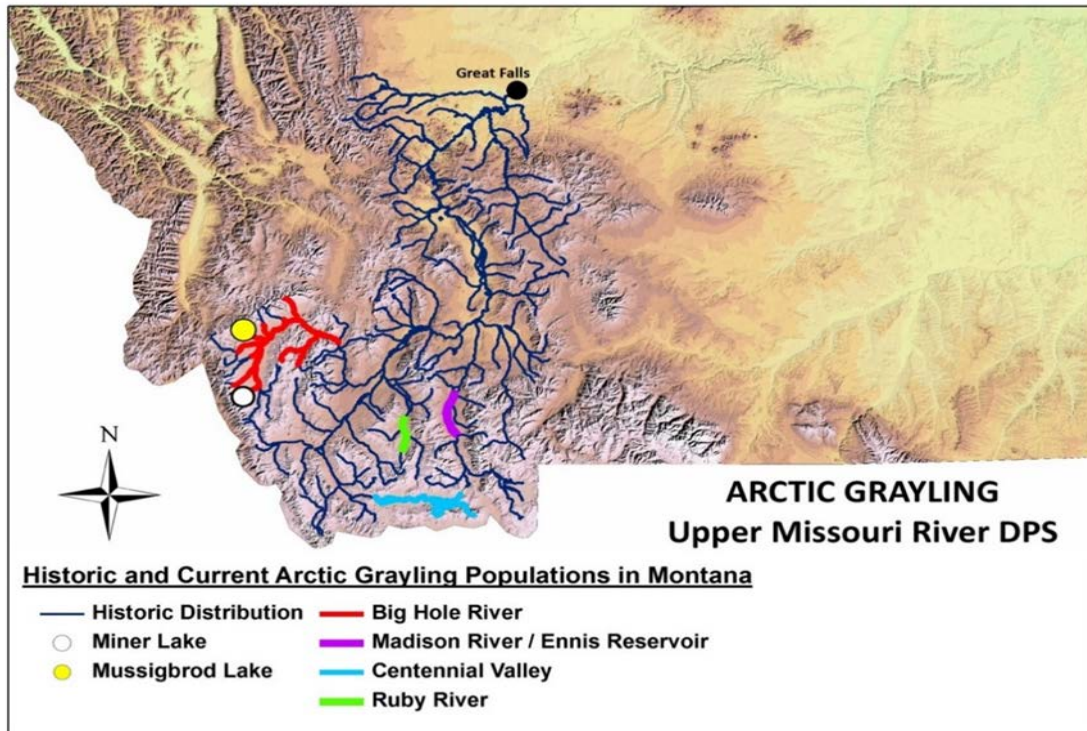 Great Falls
N
ARCTIC GRAYLING
Upper Missouri River DPS
Historic and Current Arctic Grayling Populations in Montana
Historic Distribution
Miner Lake
Mussigbrod Lake
Big Hole River
Madison River / Ennis Reservoir
Centennial Valley
Ruby River